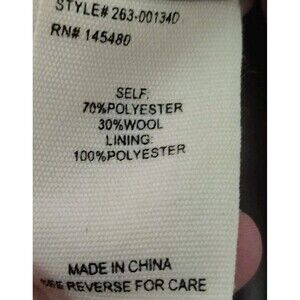 STYLE# 263-00134D
RN# 145480
SELF:
70%POLYESTER
30%WOOL
LINING:
100%POLYESTER
MADE IN CHINA
SEE REVERSE FOR CARE